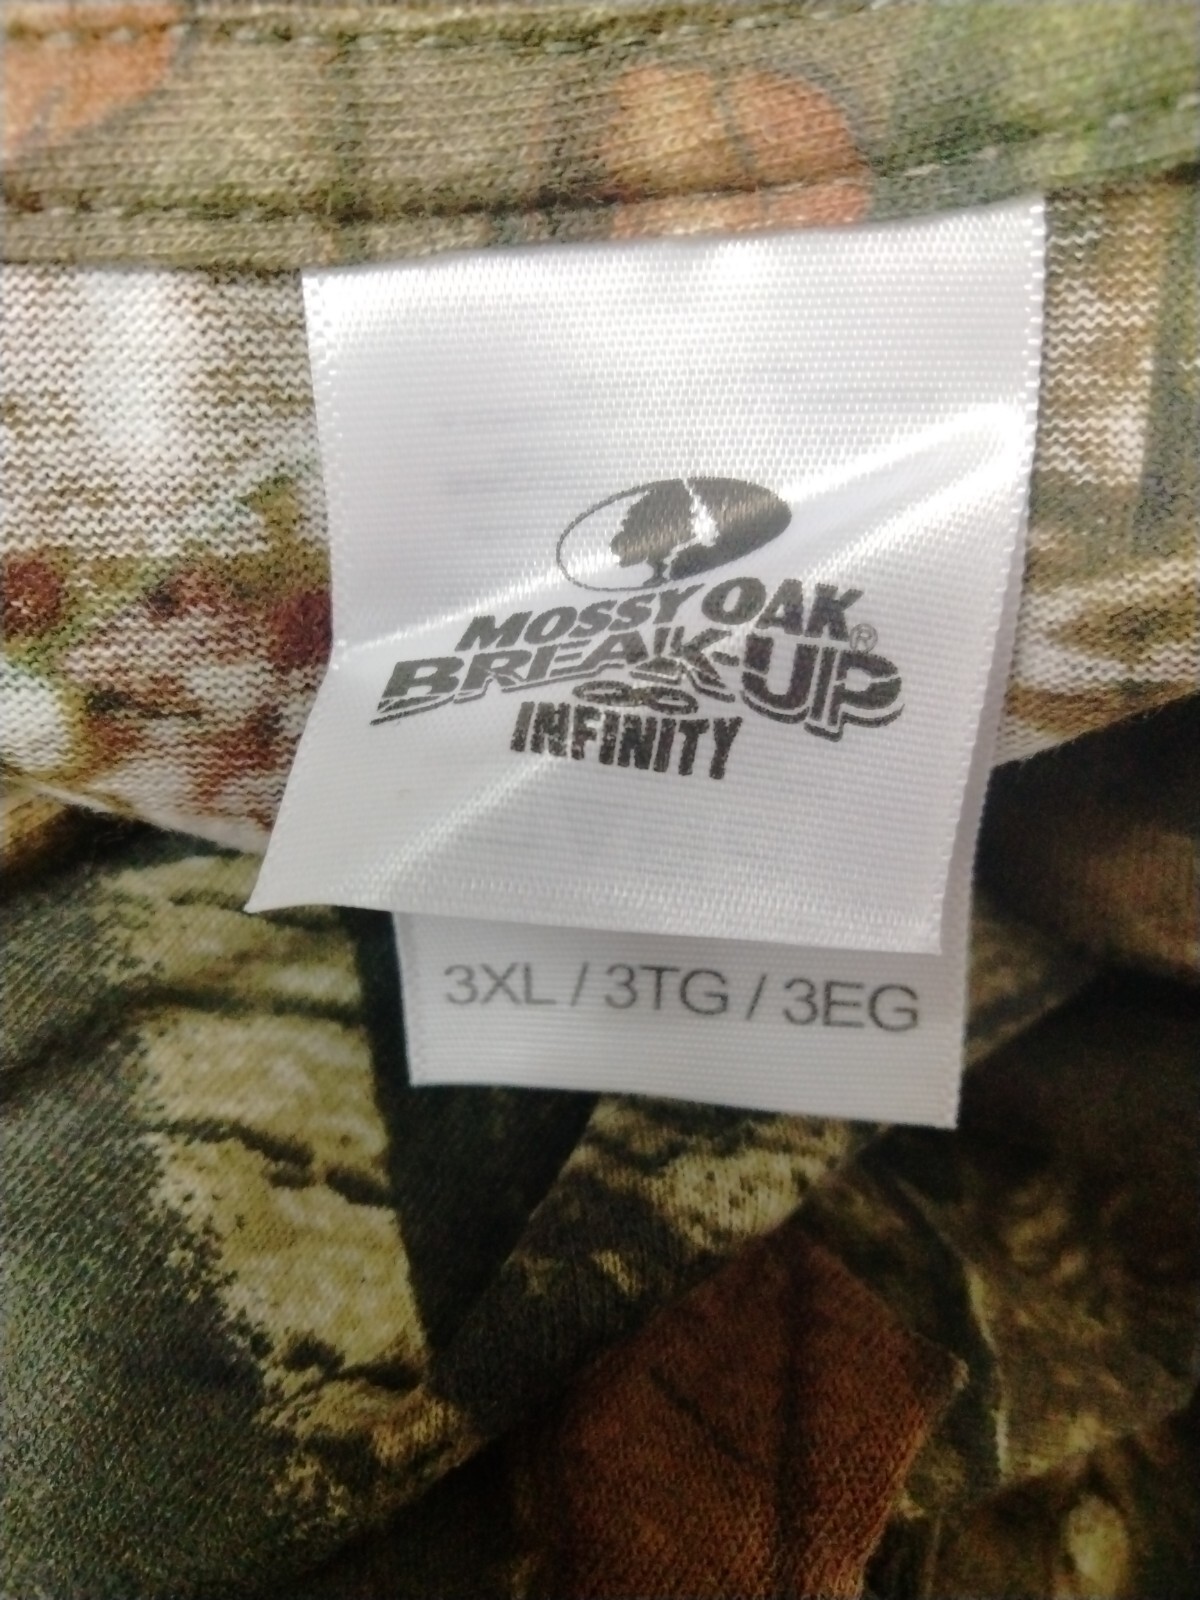 MOSSY OAK®
BREAK-UP
INFINITY
3XL / 3TG / 3EG